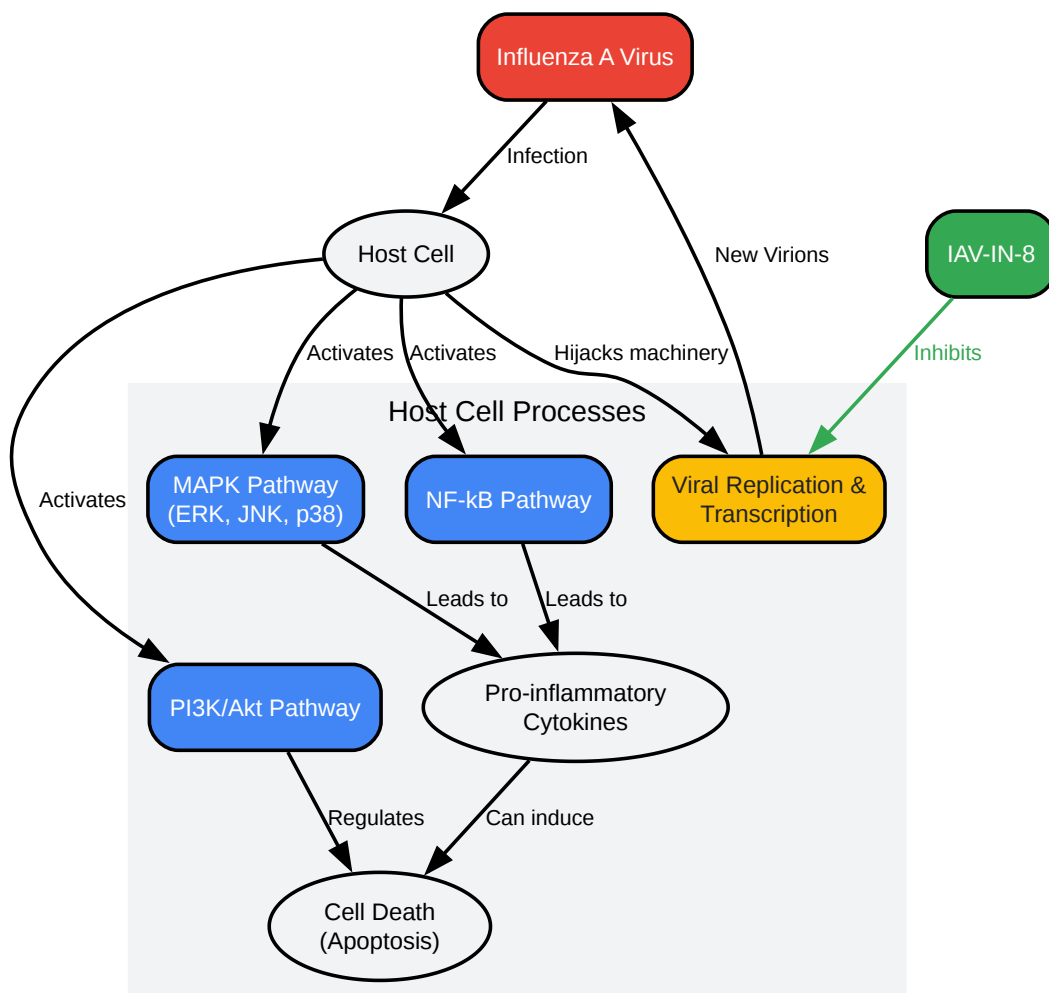 Influenza A Virus
Infection
Host Cell
New Virions
IAV-IN-8
Activates
Activates
Hijacks machinery
Inhibits
Host Cell Processes
Activates
MAPK Pathway
(ERK, JNK, p38)
NF-kB Pathway
Viral Replication &
Transcription
Leads to
Leads to
PI3K/Akt Pathway
Pro-inflammatory
Cytokines
Regulates
Can induce
Cell Death
(Apoptosis)